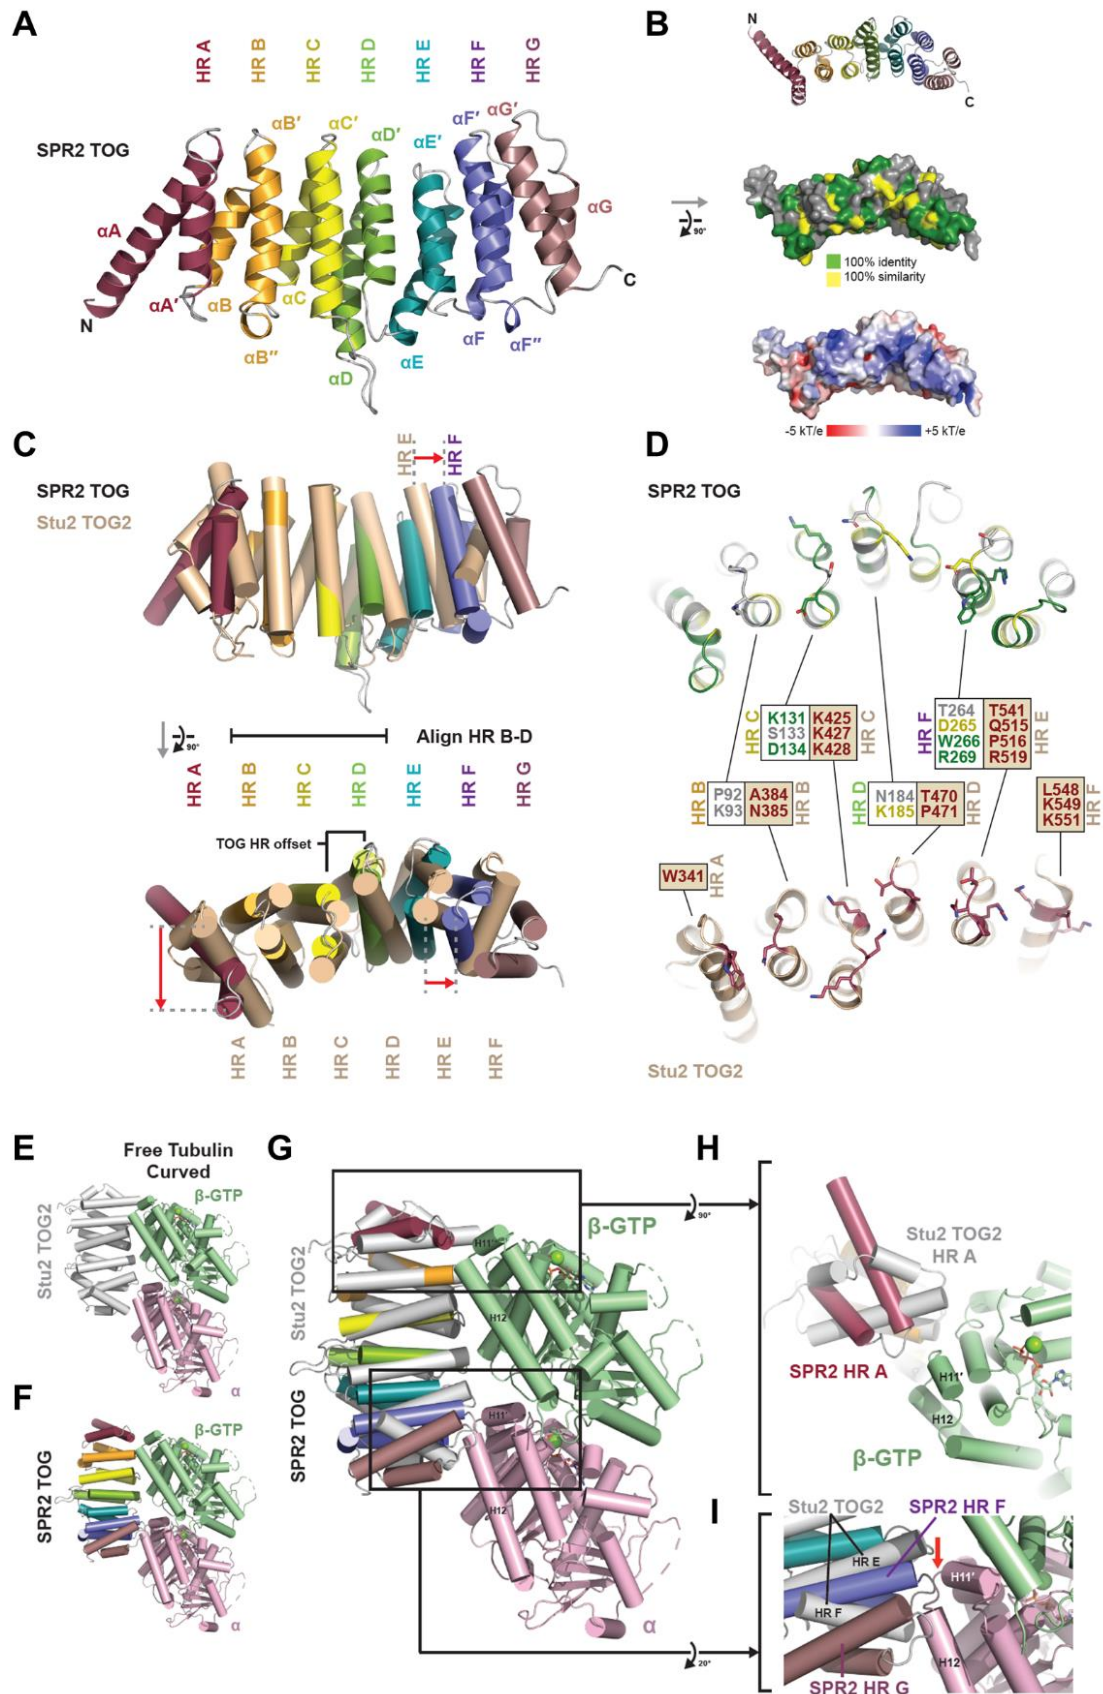 A
HR A
HR B
HR C
HR D
HR E
HR F
HR G
SPR2 TOG
αA
αA′
αB
αB′
αB″
αC
αC′
αD
αD′
αE
αE′
αF
αF′
αF″
αG
αG′
N
C
90°
B
N
C
100% identity
100% similarity
-5 kT/e
+5 kT/e
C
SPR2 TOG
Stu2 TOG2
HR E
HR F
90°
Align HR B-D
HR A
HR B
HR C
HR D
HR E
HR F
HR G
TOG HR offset
HR A
HR B
HR C
HR D
HR E
HR F
D
SPR2 TOG
HR C
K131 K425
S133 K427
D134 K428
HR C
HR F
T264 T541
D265 Q515
W266 P516
R269 R519
HR E
HR B
P92 A384
K93 N385
HR B
HR D
N184 T470
K185 P471
HR D
L548
K549
K551
HR F
W341
HR A
Stu2 TOG2
E
Free Tubulin
Curved
Stu2 TOG2
β-GTP
α
F
SPR2 TOG
β-GTP
α
G
Stu2 TOG2
SPR2 TOG
β-GTP
H11′
H12
H11′
H12
α
90°
20°
H
Stu2 TOG2
HR A
SPR2 HR A
H11′
H12
β-GTP
I
Stu2 TOG2
SPR2 HR F
HR E
HR F
H11′
H12
SPR2 HR G